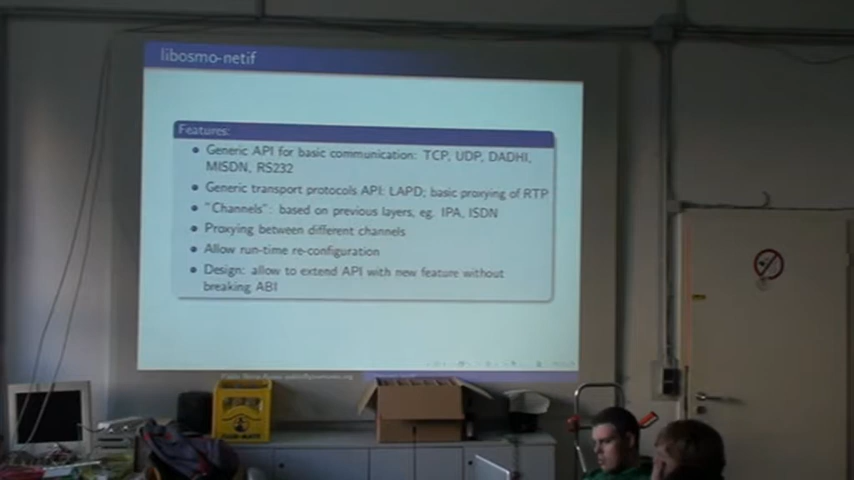 libosmo-netif
Features:
Generic API for basic communication: TCP, UDP, DADHI,
MISDN, RS232
Generic transport protocols API: LAPD; basic proxying of RTP
"Channels": based on previous layers, eg. IPA, ISDN
Proxying between different channels
Allow run-time re-configuration
Design: allow to extend API with new feature without
breaking ABI
CLUB-MATE